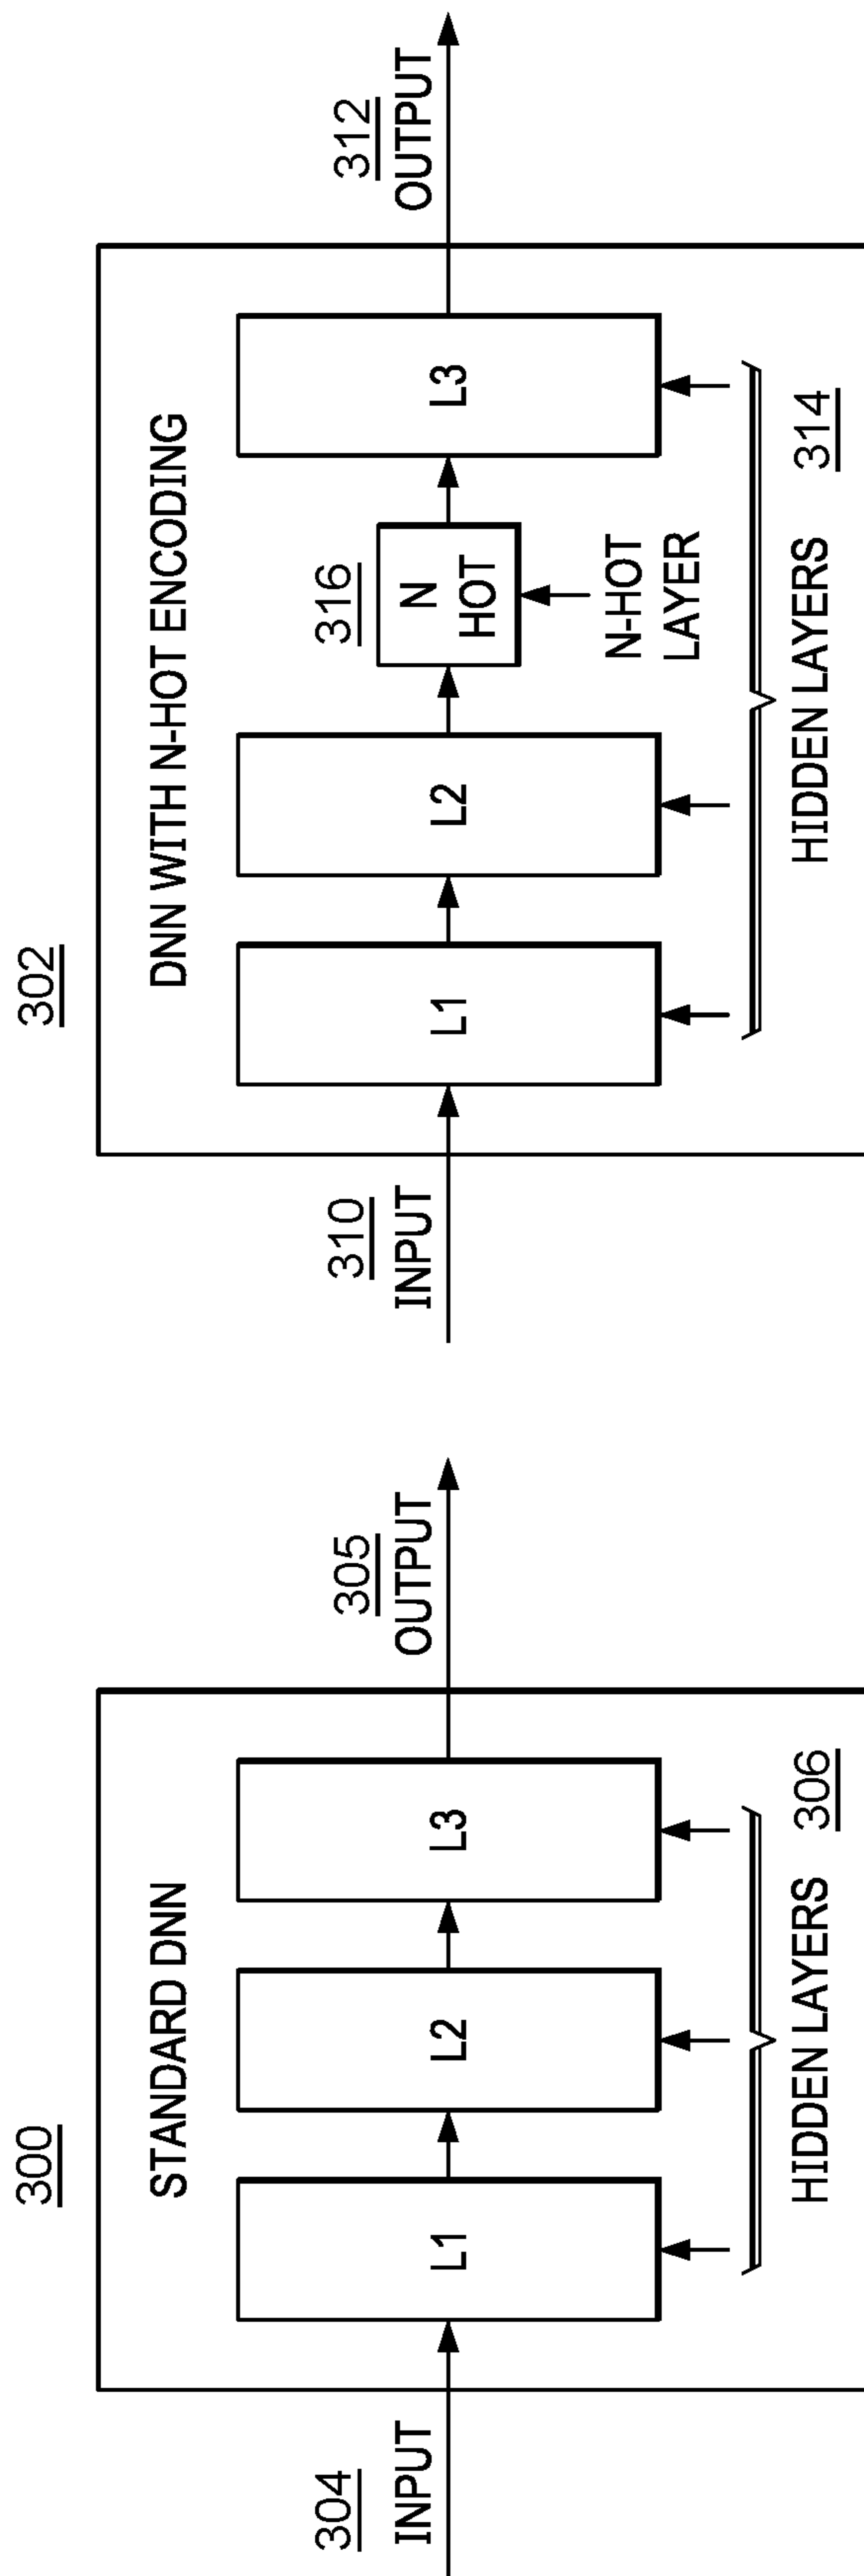 300
STANDARD DNN
304
INPUT
L1
L2
L3
305
OUTPUT
HIDDEN LAYERS
306
302
DNN WITH N-HOT ENCODING
310
INPUT
L1
L2
316
N
HOT
L3
312
OUTPUT
N-HOT
LAYER
HIDDEN LAYERS
314